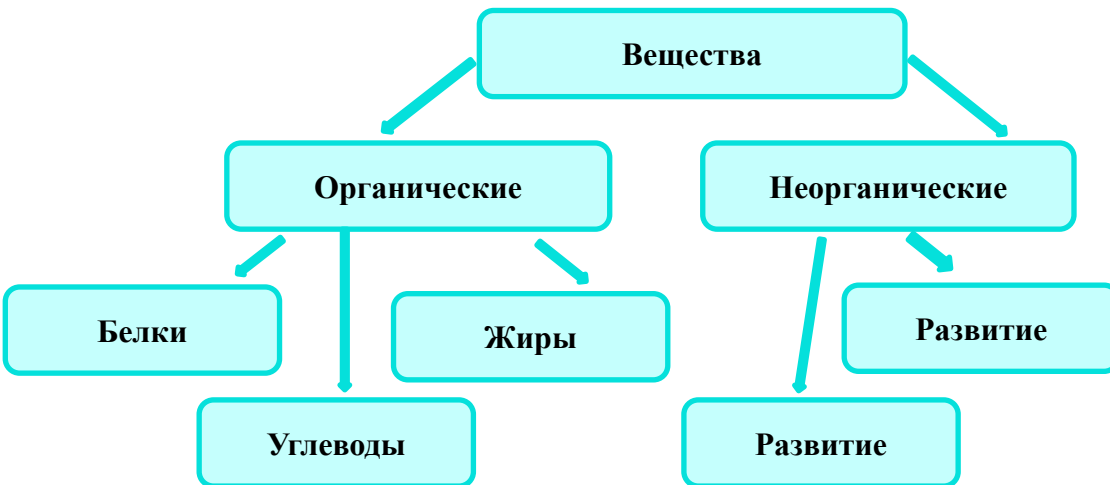 Вещества
Органические
Неорганические
Белки
Жиры
Развитие
Углеводы
Развитие